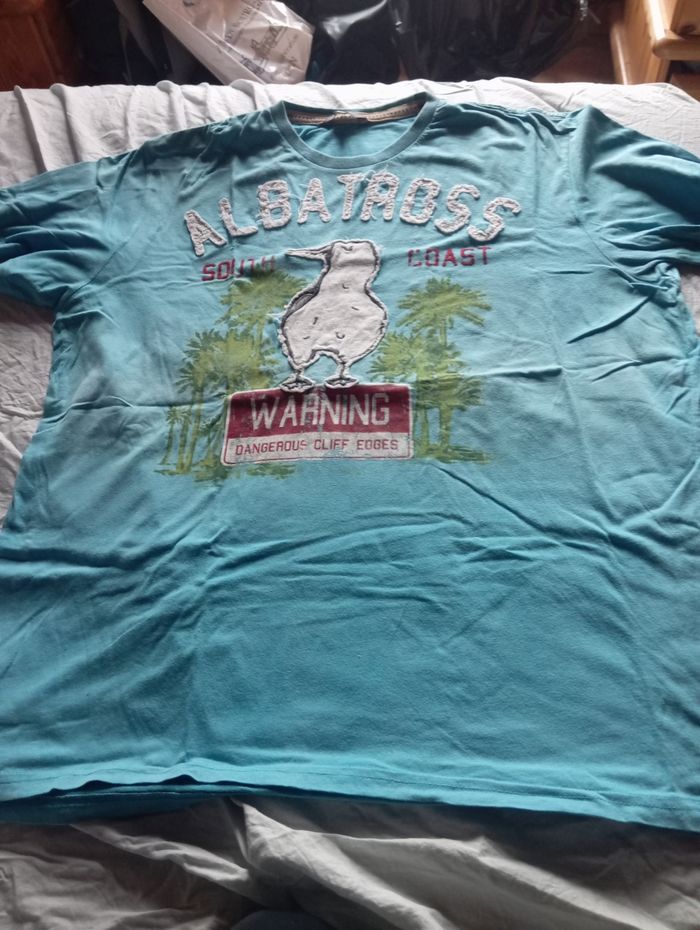 ALBATROSS
SOUTH COAST
WARNING
DANGEROUS CLIFF EDGES